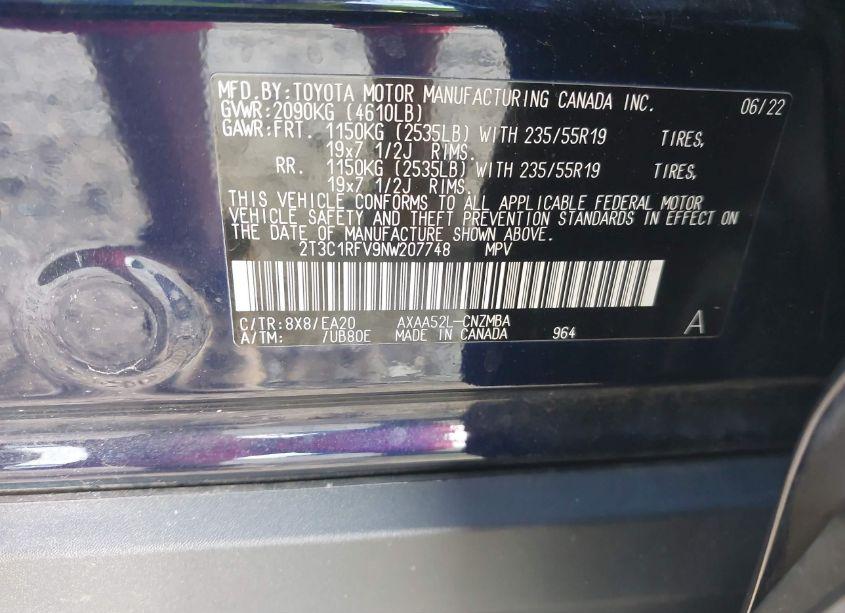 MFD. BY: TOYOTA MOTOR MANUFACTURING CANADA INC. 06/22
GVWR: 2090KG (4610LB)
GAWR: FRT. 1150KG (2535LB) WITH 235/55R19 TIRES,
19x7 1/2J RIMS.
RR. 1150KG (2535LB) WITH 235/55R19 TIRES,
19x7 1/2J RIMS.
THIS VEHICLE CONFORMS TO ALL APPLICABLE FEDERAL MOTOR
VEHICLE SAFETY AND THEFT PREVENTION STANDARDS IN EFFECT ON
THE DATE OF MANUFACTURE SHOWN ABOVE.
2T3C1RFV9NW207748 MPV
C/TR: 8X8/EA20 AXAA52L-CNZMBA
A/TM: /UB80E MADE IN CANADA 964 A